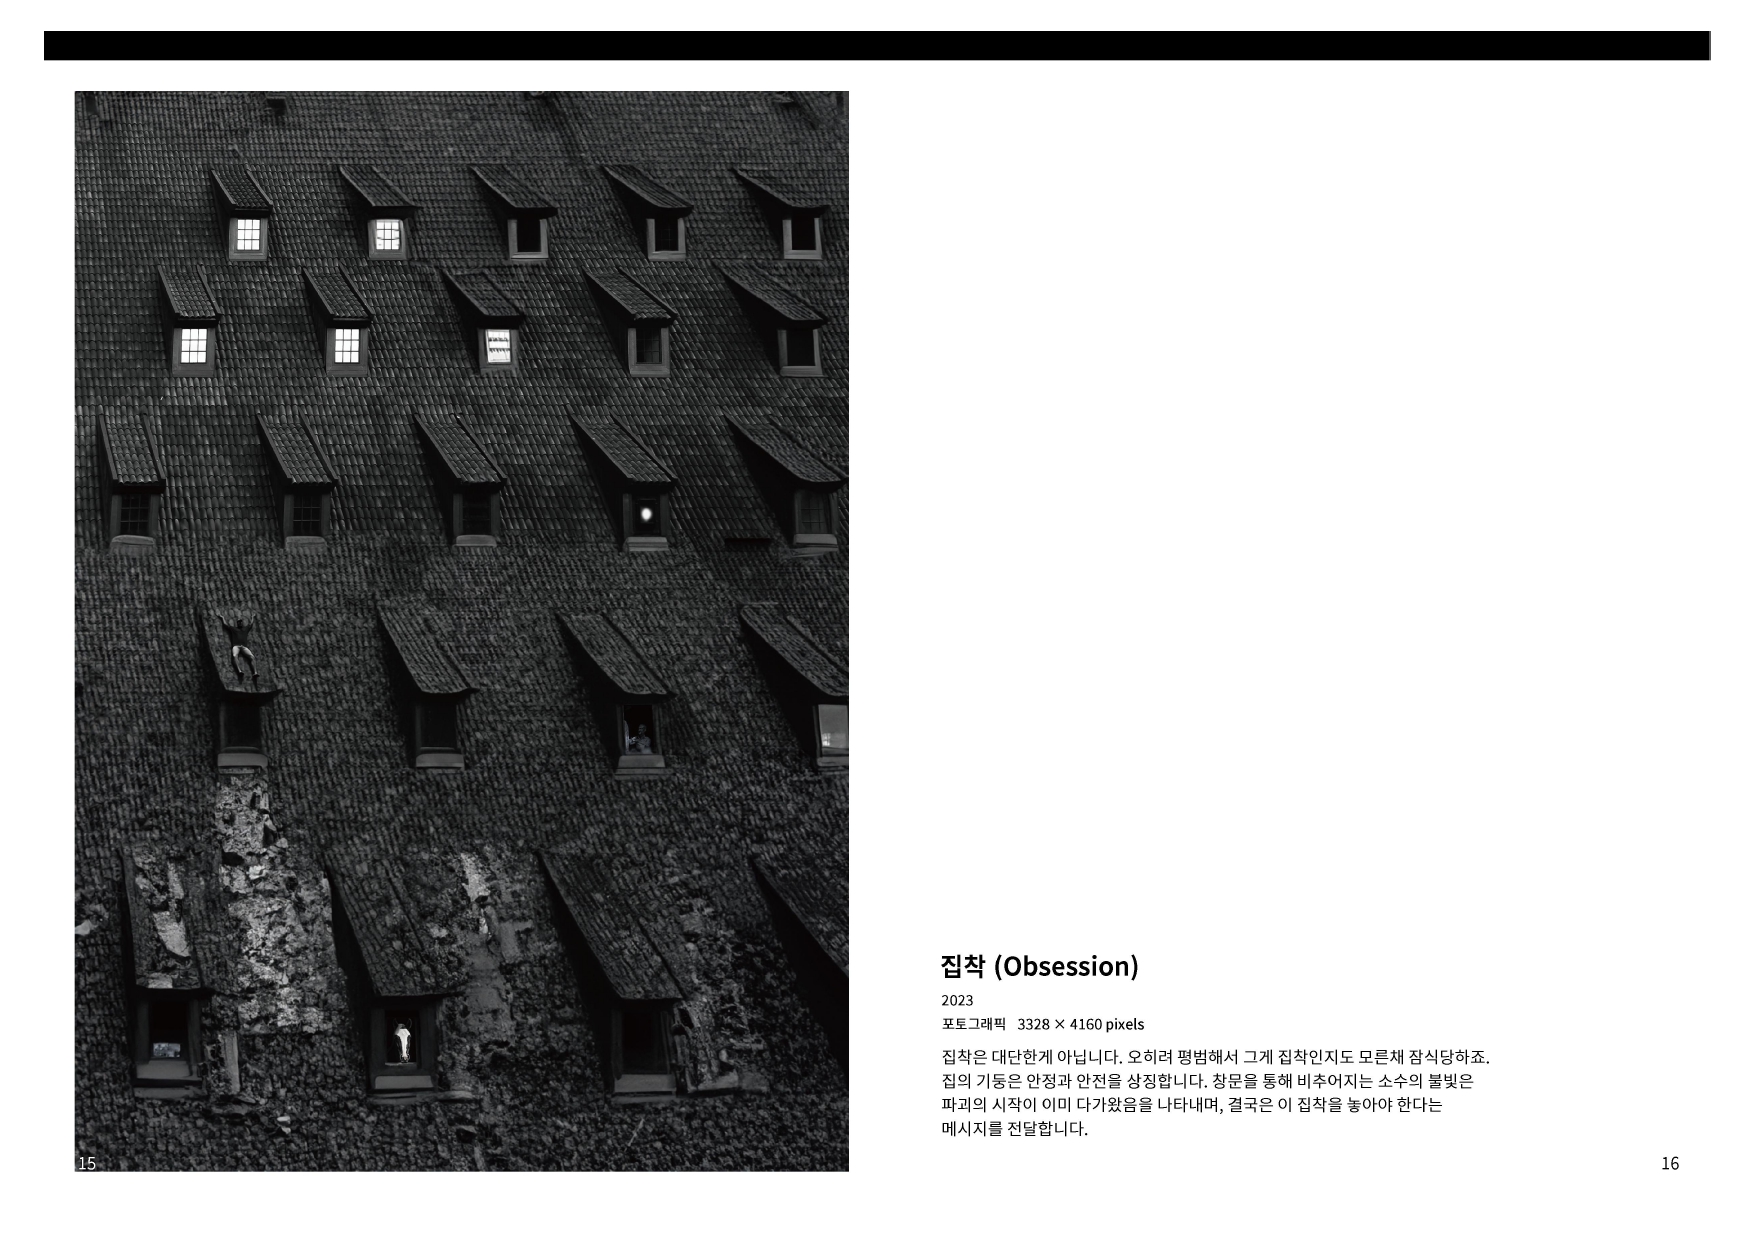 집착 (Obsession)
2023
포토그래픽 3328 × 4160 pixels
집착은 대단한게 아닙니다. 오히려 평범해서 그게 집착인지도 모른채 잠식당하죠.
집의 기둥은 안정과 안전을 상징합니다. 창문을 통해 비추어지는 소수의 불빛은
파괴의 시작이 이미 다가왔음을 나타내며, 결국은 이 집착을 놓아야 한다는
메시지를 전달합니다.
15
16